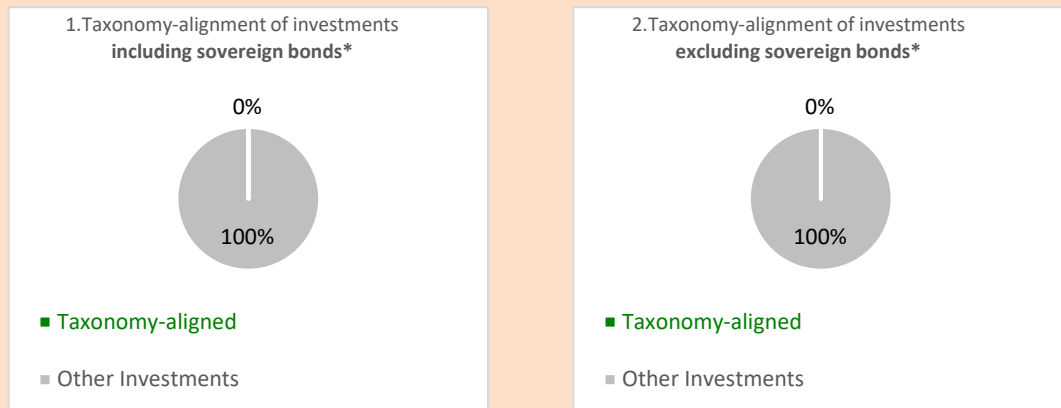 1.Taxonomy-alignment of investments
including sovereign bonds*
0%
100%
Taxonomy-aligned
Other Investments
2.Taxonomy-alignment of investments
excluding sovereign bonds*
0%
100%
Taxonomy-aligned
Other Investments